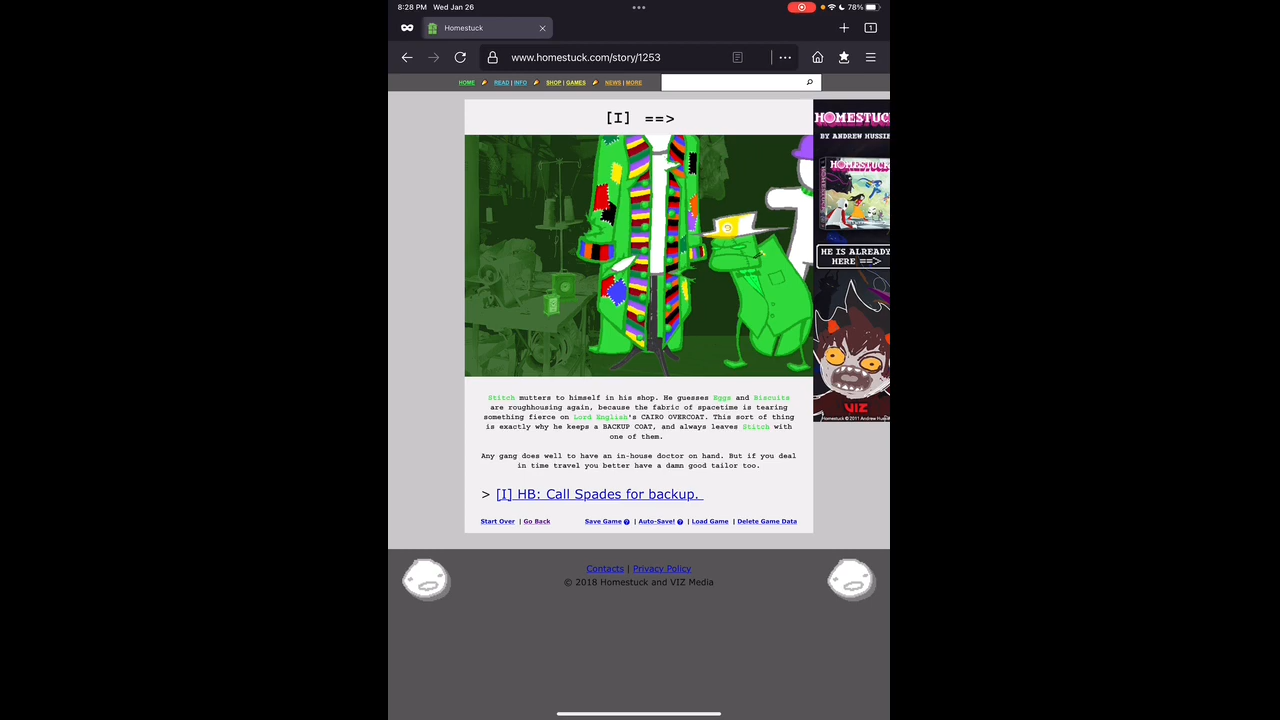 8:28 PM Wed Jan 26
78%
Homestuck
1
www.homestuck.com/story/1253
HOME READ | INFO SHOP | GAMES NEWS | MORE
[I] ==>
HOMESTUC
BY ANDREW HUSSIE
HOMESTUCK
HE IS ALREADY
HERE ==>
VIZ
Homestuck © 2011 Andrew Hussie
Stitch mutters to himself in his shop. He guesses Eggs and Biscuits
are roughhousing again, because the fabric of spacetime is tearing
something fierce on Lord English's CAIRO OVERCOAT. This sort of thing
is exactly why he keeps a BACKUP COAT, and always leaves Stitch with
one of them.
Any gang does well to have an in-house doctor on hand. But if you deal
in time travel you better have a damn good tailor too.
> [I] HB: Call Spades for backup.
Start Over | Go Back Save Game ? | Auto-Save! ? | Load Game | Delete Game Data
Contacts | Privacy Policy
© 2018 Homestuck and VIZ Media